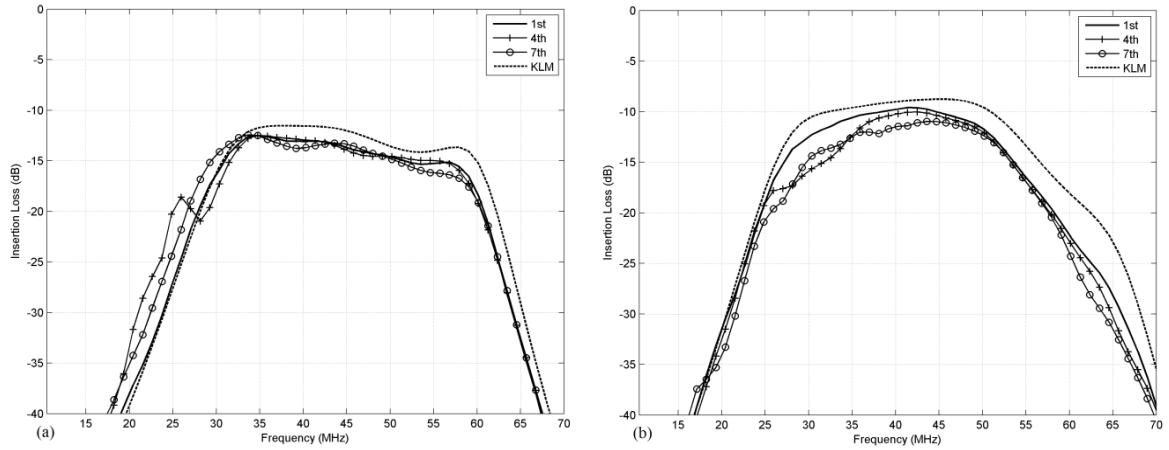 0
-5
-10
-15
-20
-25
-30
-35
-40
Insertion Loss (dB)
1st
4th
7th
KLM
15 20 25 30 35 40 45 50 55 60 65 70
Frequency (MHz)
(a)
0
-5
-10
-15
-20
-25
-30
-35
-40
Insertion Loss (dB)
1st
4th
7th
KLM
15 20 25 30 35 40 45 50 55 60 65 70
Frequency (MHz)
(b)